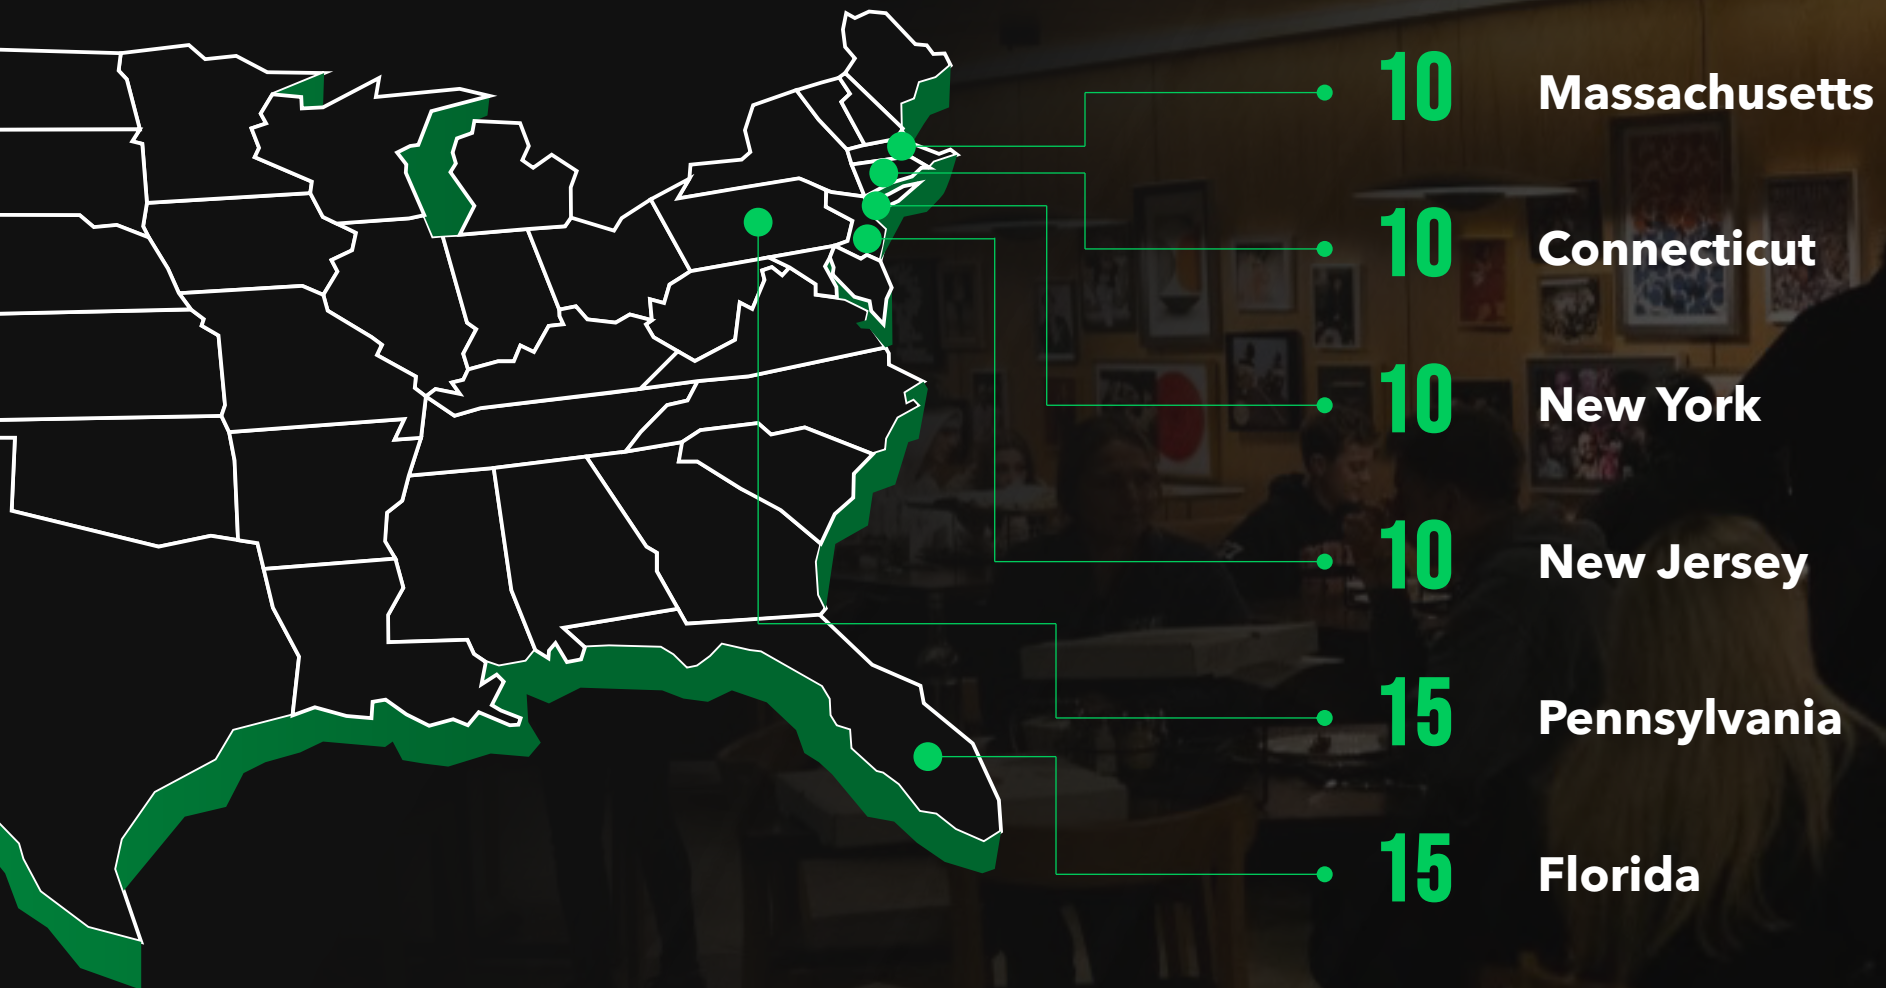 10 Massachusetts
10 Connecticut
10 New York
10 New Jersey
15 Pennsylvania
15 Florida